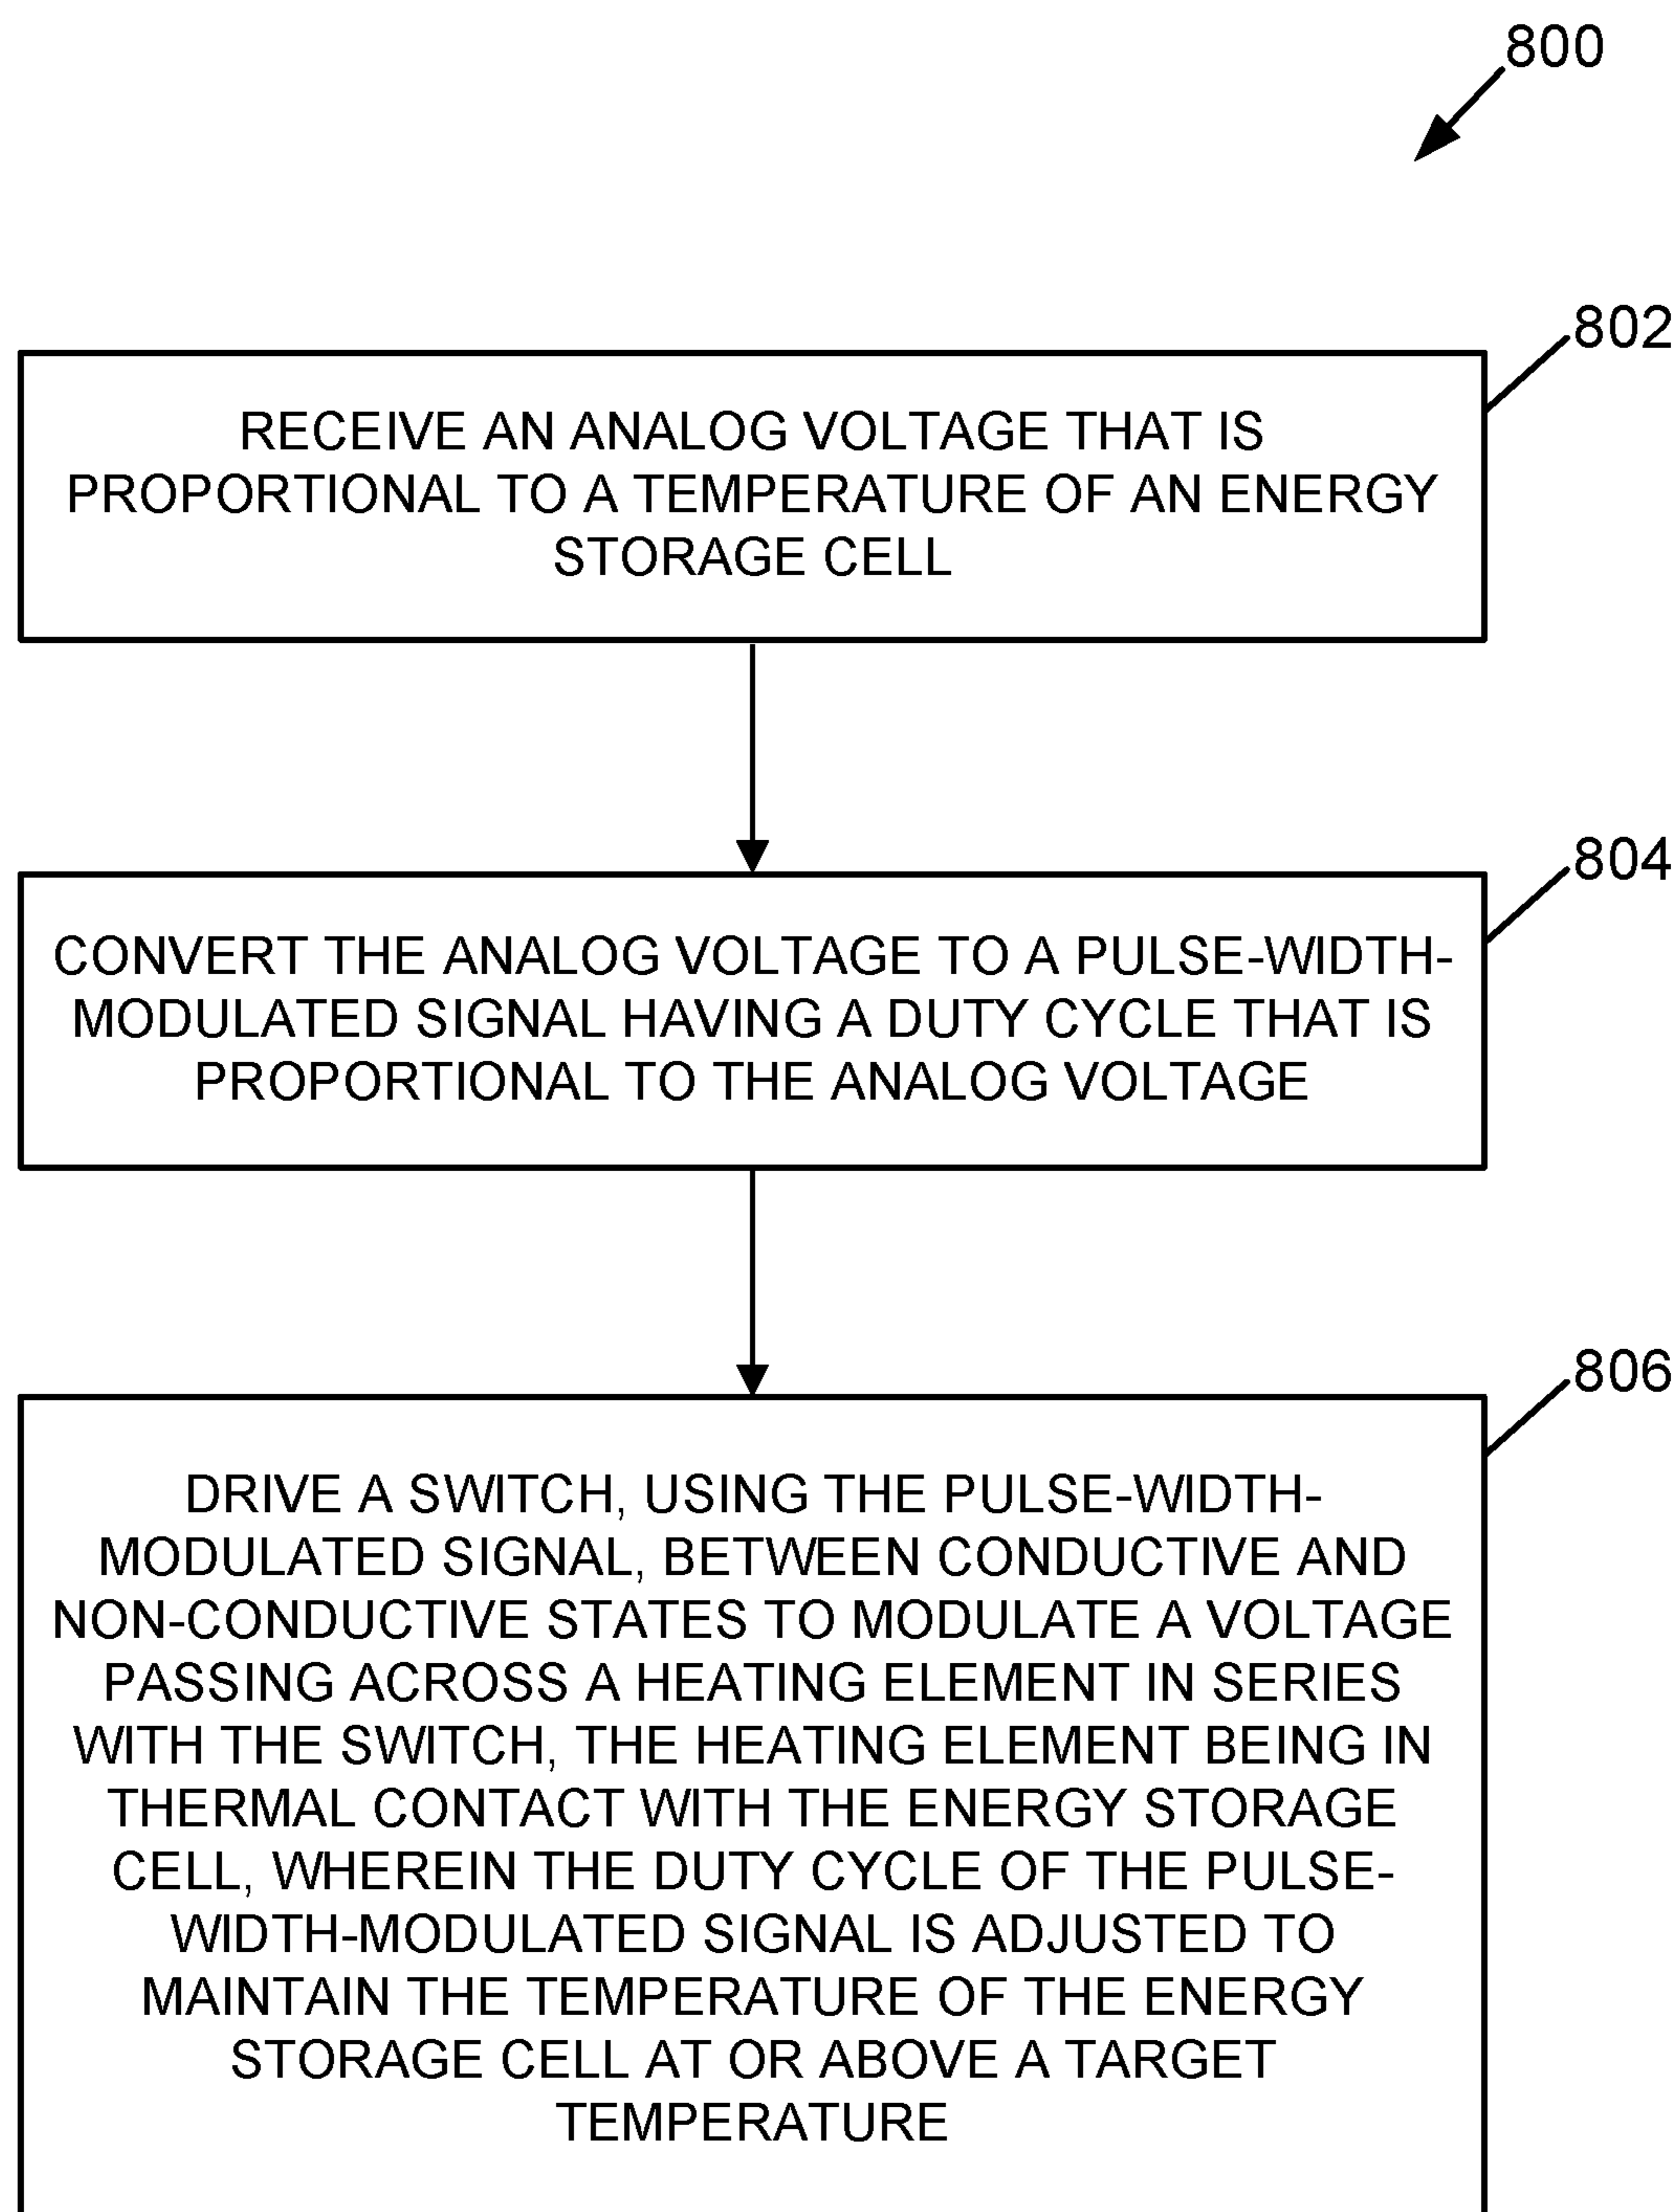 800
802
RECEIVE AN ANALOG VOLTAGE THAT IS
PROPORTIONAL TO A TEMPERATURE OF AN ENERGY
STORAGE CELL
804
CONVERT THE ANALOG VOLTAGE TO A PULSE-WIDTH-
MODULATED SIGNAL HAVING A DUTY CYCLE THAT IS
PROPORTIONAL TO THE ANALOG VOLTAGE
806
DRIVE A SWITCH, USING THE PULSE-WIDTH-
MODULATED SIGNAL, BETWEEN CONDUCTIVE AND
NON-CONDUCTIVE STATES TO MODULATE A VOLTAGE
PASSING ACROSS A HEATING ELEMENT IN SERIES
WITH THE SWITCH, THE HEATING ELEMENT BEING IN
THERMAL CONTACT WITH THE ENERGY STORAGE
CELL, WHEREIN THE DUTY CYCLE OF THE PULSE-
WIDTH-MODULATED SIGNAL IS ADJUSTED TO
MAINTAIN THE TEMPERATURE OF THE ENERGY
STORAGE CELL AT OR ABOVE A TARGET
TEMPERATURE